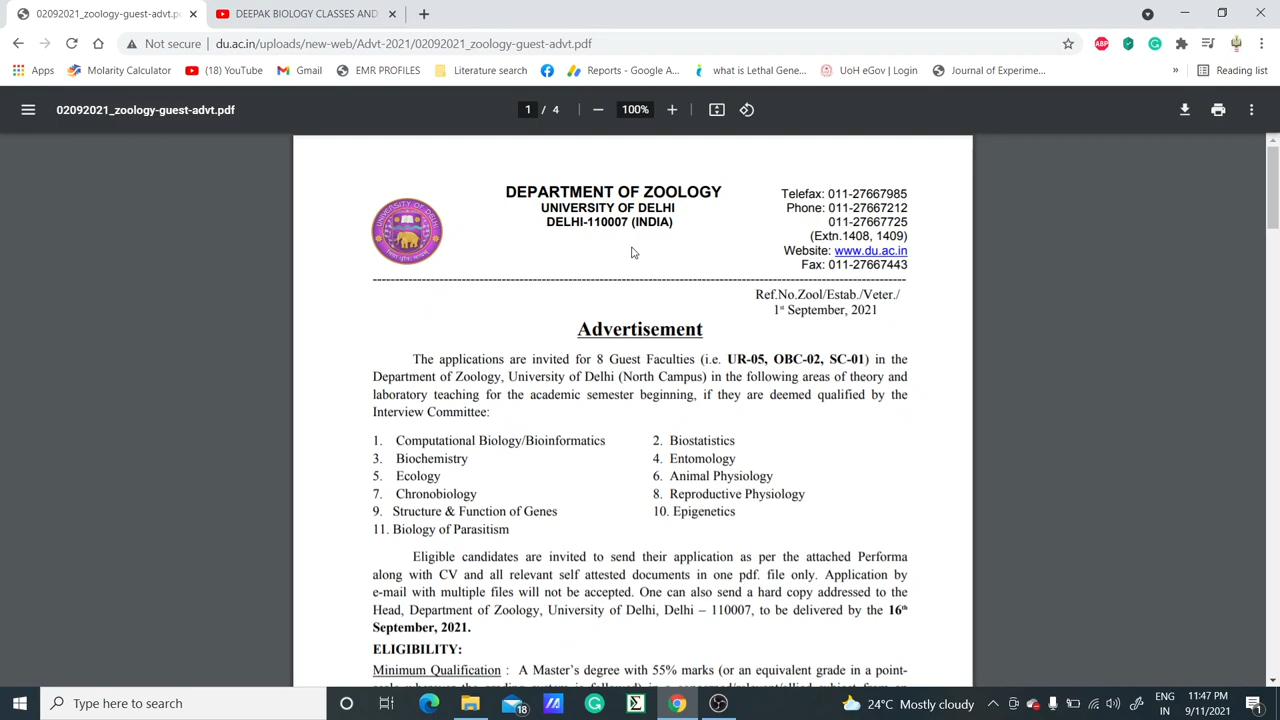 02092021_zoology-guest-advt.p
DEEPAK BIOLOGY CLASSES AND
Not secure | du.ac.in/uploads/new-web/Advt-2021/02092021_zoology-guest-advt.pdf
Apps
Molarity Calculator
(18) YouTube
Gmail
EMR PROFILES
Literature search
Reports - Google A...
what is Lethal Gene...
UoH eGov | Login
Journal of Experime...
»
Reading list
02092021_zoology-guest-advt.pdf
1 / 4
100%
DEPARTMENT OF ZOOLOGY
UNIVERSITY OF DELHI
DELHI-110007 (INDIA)
Telefax: 011-27667985
Phone: 011-27667212
011-27667725
(Extn.1408, 1409)
Website: www.du.ac.in
Fax: 011-27667443
Ref.No.Zool/Estab./Veter./
1st September, 2021
Advertisement
The applications are invited for 8 Guest Faculties (i.e. UR-05, OBC-02, SC-01) in the
Department of Zoology, University of Delhi (North Campus) in the following areas of theory and
laboratory teaching for the academic semester beginning, if they are deemed qualified by the
Interview Committee:
1. Computational Biology/Bioinformatics
2. Biostatistics
3. Biochemistry
4. Entomology
5. Ecology
6. Animal Physiology
7. Chronobiology
8. Reproductive Physiology
9. Structure & Function of Genes
10. Epigenetics
11. Biology of Parasitism
Eligible candidates are invited to send their application as per the attached Performa
along with CV and all relevant self attested documents in one pdf. file only. Application by
e-mail with multiple files will not be accepted. One can also send a hard copy addressed to the
Head, Department of Zoology, University of Delhi, Delhi – 110007, to be delivered by the 16th
September, 2021.
ELIGIBILITY:
Minimum Qualification : A Master's degree with 55% marks (or an equivalent grade in a point-
Type here to search
18
24°C Mostly cloudy
ENG
IN
11:47 PM
9/11/2021